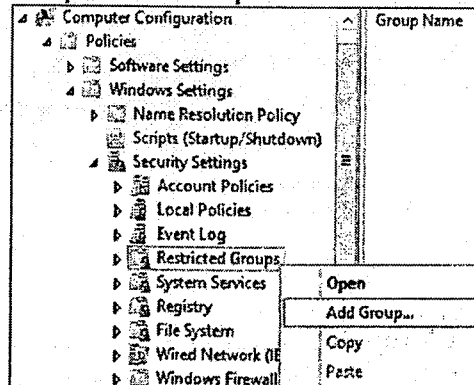 Computer Configuration
Group Name
Policies
Software Settings
Windows Settings
Name Resolution Policy
Scripts (Startup/Shutdown)
Security Settings
Account Policies
Local Policies
Event Log
Restricted Groups
System Services
Registry
File System
Wired Network (IE
Windows Firewall
Open
Add Group...
Copy
Paste